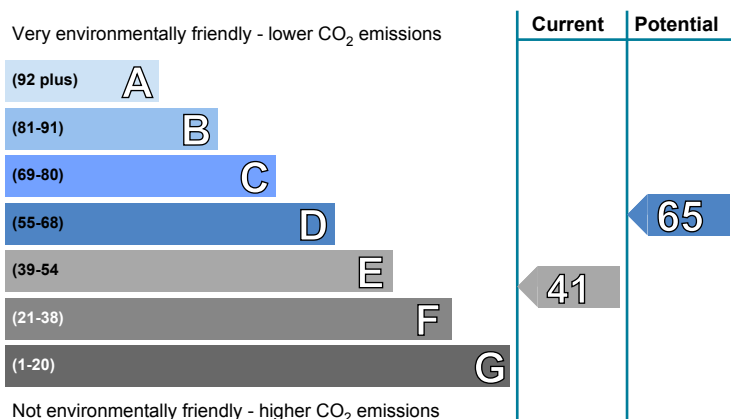 Very environmentally friendly - lower CO₂ emissions
Current
Potential
(92 plus) A
(81-91) B
(69-80) C
(55-68) D
65
(39-54 E
41
(21-38) F
(1-20) G
Not environmentally friendly - higher CO₂ emissions